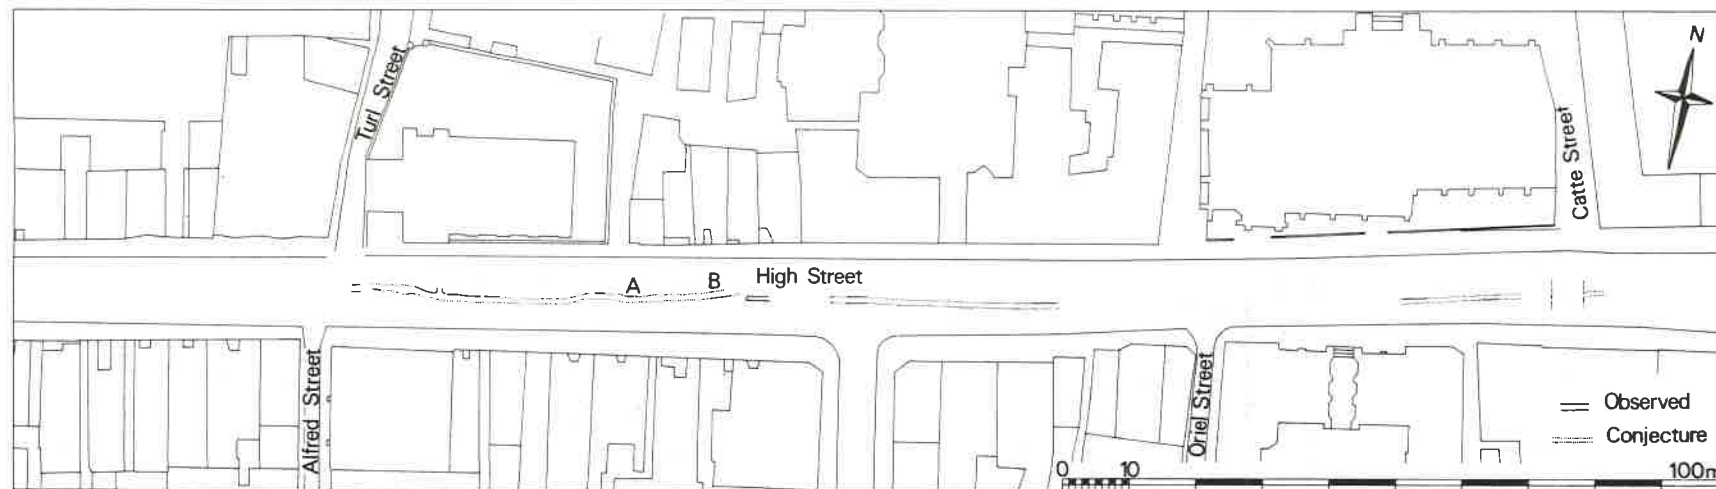 N
Turl Street
Catte Street
A
B
High Street
Alfred Street
Oriel Street
Observed
Conjecture
0
10
100m